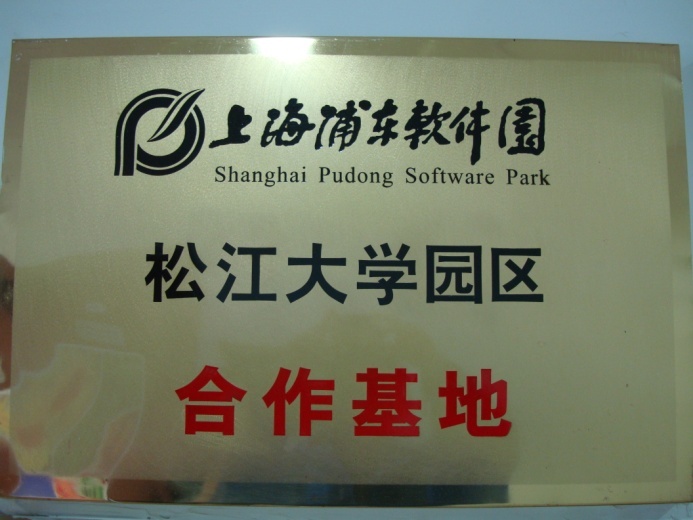 上海浦东软件園
Shanghai Pudong Software Park
松江大学园区
合作基地